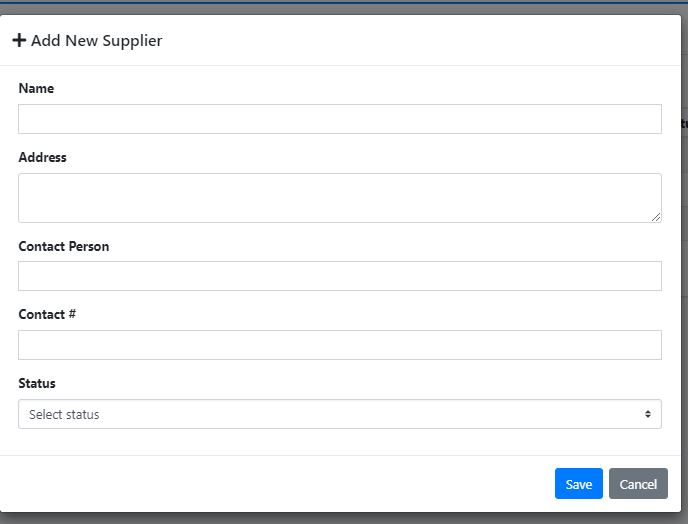 Add New Supplier
Name
Address
Contact Person
Contact #
Status
Select status
Save Cancel